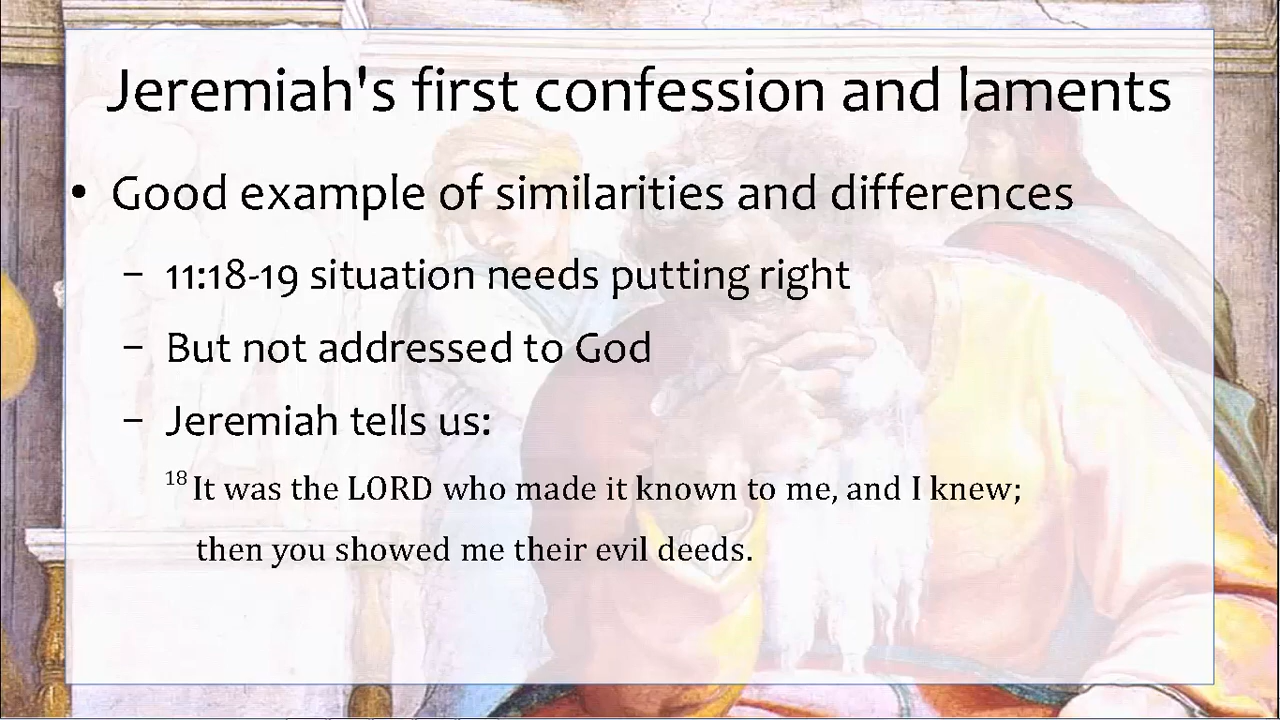 Jeremiah's first confession and laments
• Good example of similarities and differences
– 11:18-19 situation needs putting right
– But not addressed to God
– Jeremiah tells us:
18 It was the LORD who made it known to me, and I knew;
then you showed me their evil deeds.